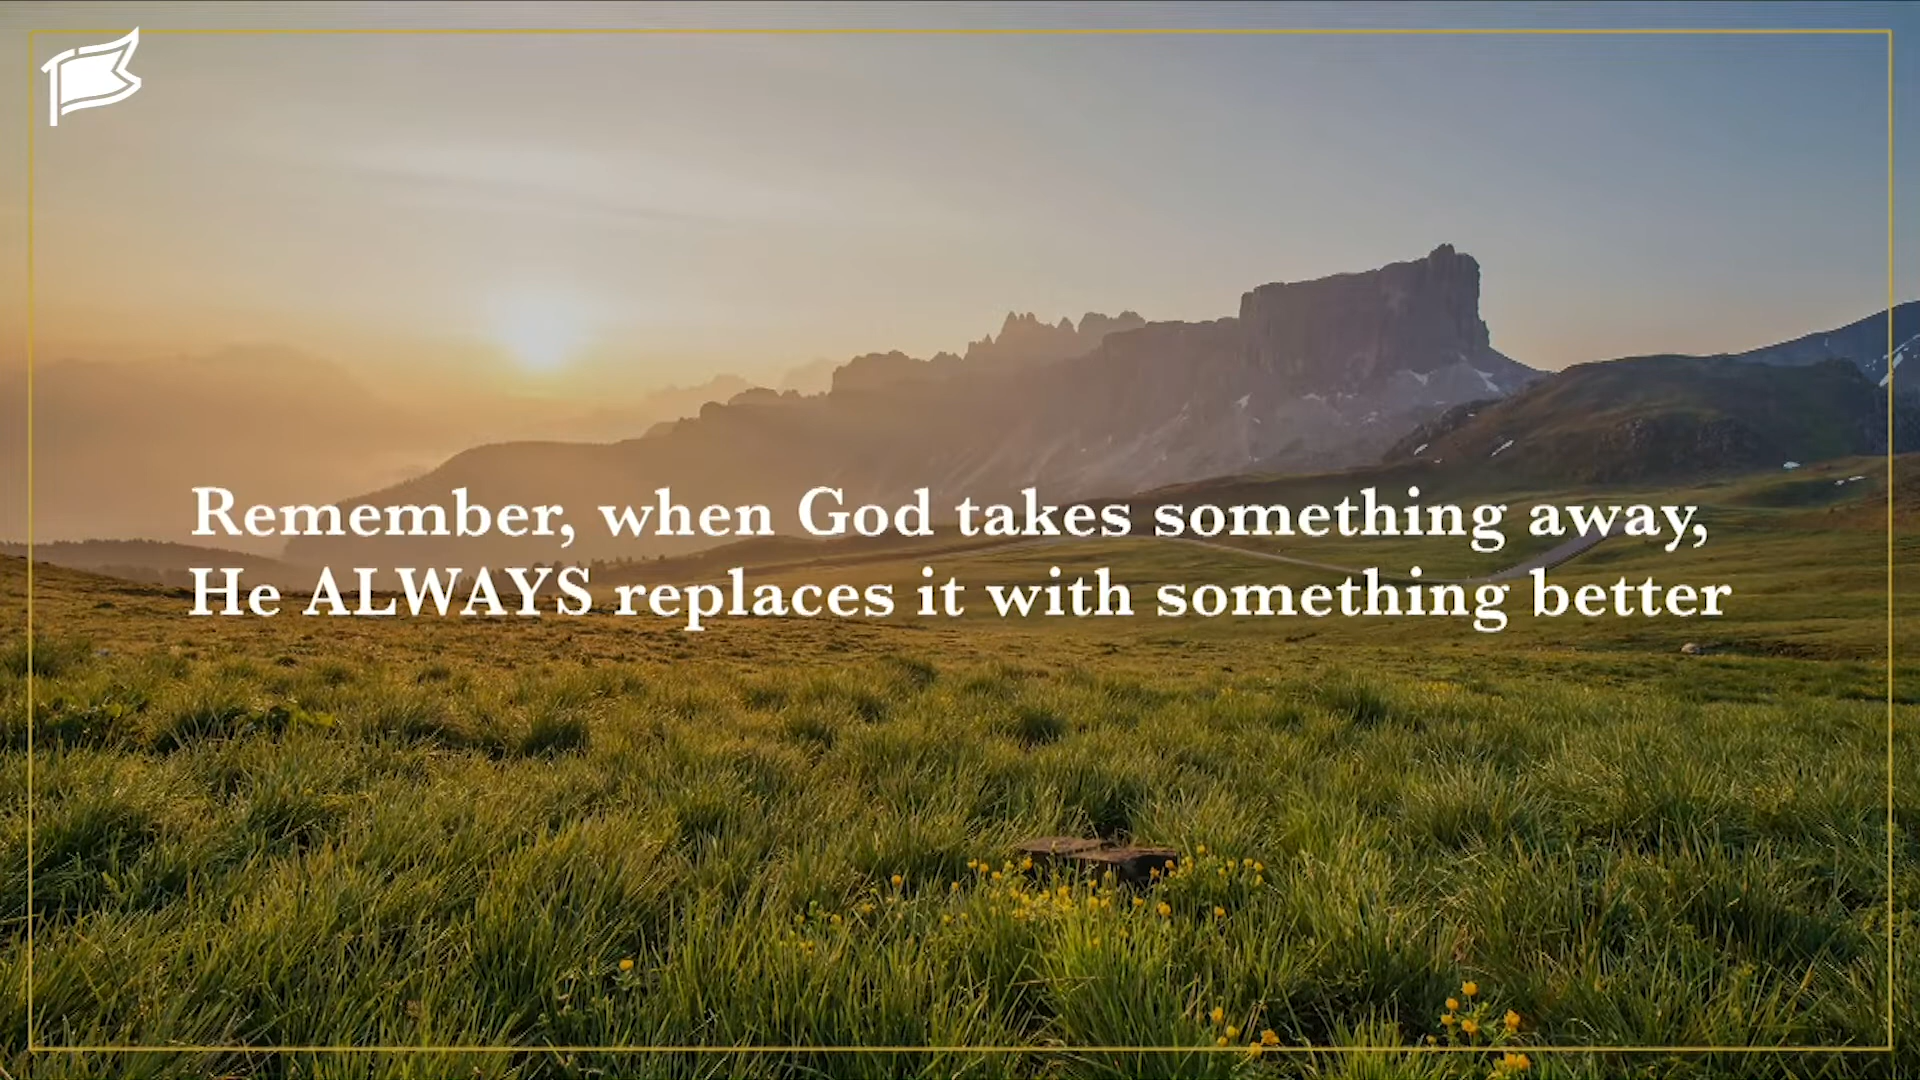 Remember, when God takes something away,
He ALWAYS replaces it with something better